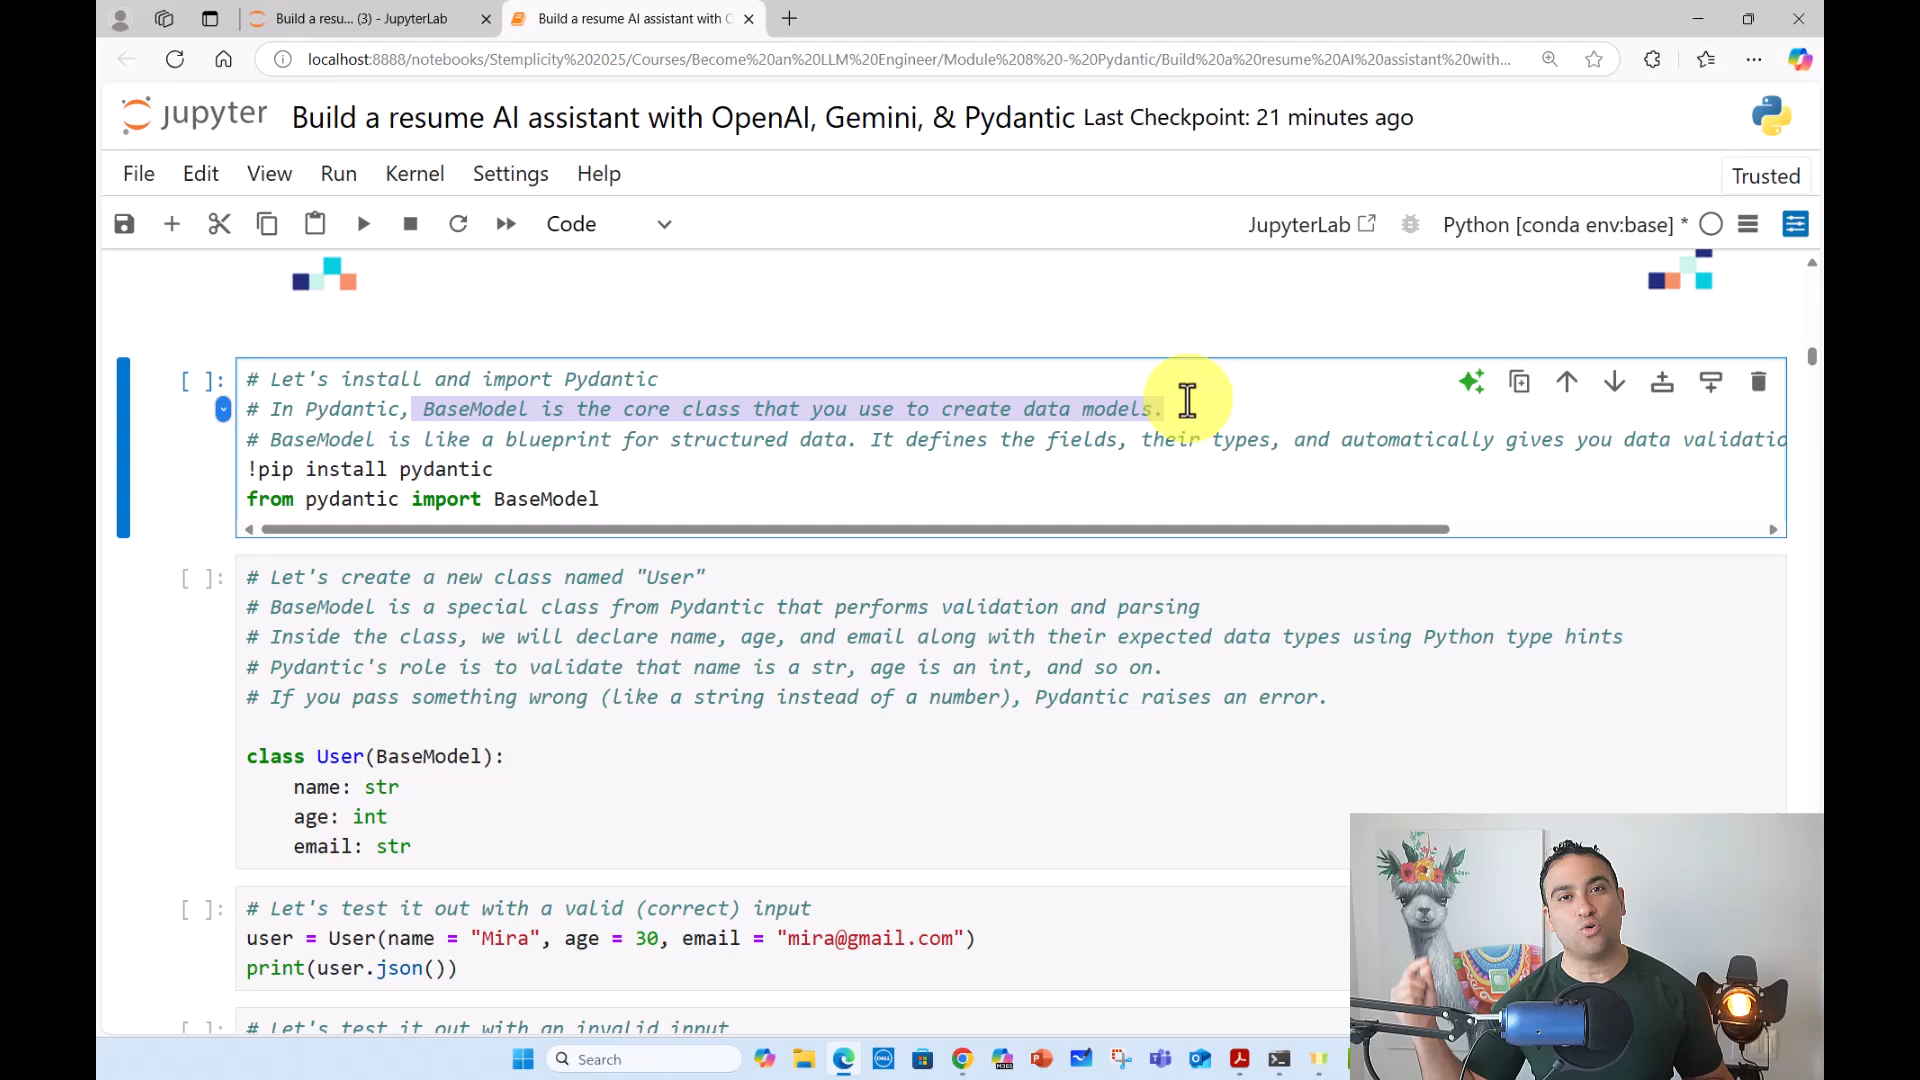 Build a resu... (3) - JupyterLab
Build a resume AI assistant with O
localhost:8888/notebooks/Stemplicity%202025/Courses/Become%20an%20LLM%20Engineer/Module%208%20-%20Pydantic/Build%20a%20resume%20AI%20assistant%20with...
jupyter Build a resume AI assistant with OpenAI, Gemini, & Pydantic Last Checkpoint: 21 minutes ago
File Edit View Run Kernel Settings Help
Trusted
Code
JupyterLab
Python [conda env:base] *
[ ]:
# Let's install and import Pydantic
# In Pydantic, BaseModel is the core class that you use to create data models.
# BaseModel is like a blueprint for structured data. It defines the fields, their types, and automatically gives you data validatio
!pip install pydantic
from pydantic import BaseModel
[ ]:
# Let's create a new class named "User"
# BaseModel is a special class from Pydantic that performs validation and parsing
# Inside the class, we will declare name, age, and email along with their expected data types using Python type hints
# Pydantic's role is to validate that name is a str, age is an int, and so on.
# If you pass something wrong (like a string instead of a number), Pydantic raises an error.
class User(BaseModel):
name: str
age: int
email: str
[ ]:
# Let's test it out with a valid (correct) input
user = User(name = "Mira", age = 30, email = "mira@gmail.com")
print(user.json())
[ ]:
# Let's test it out with an invalid input
Search